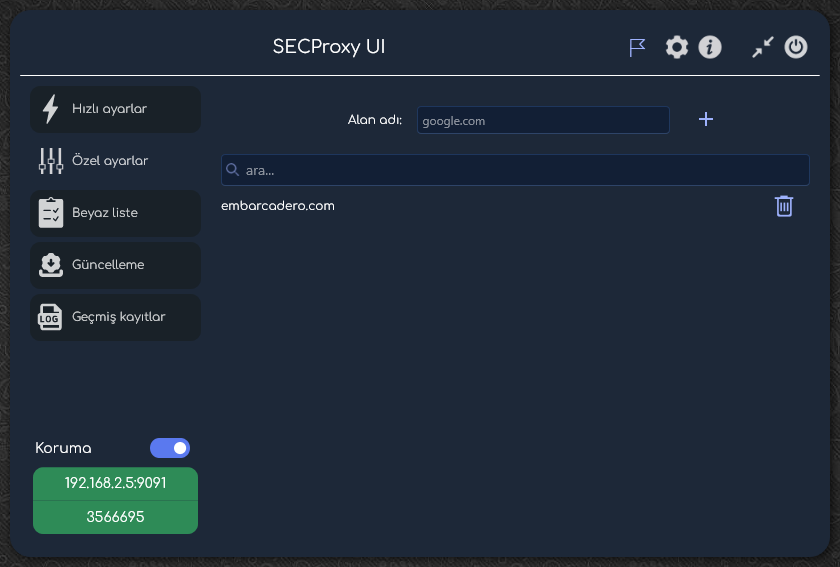 SECProxy UI
Hızlı ayarlar
Özel ayarlar
Beyaz liste
Güncelleme
LOG
Geçmiş kayıtlar
Alan adı:
google.com
ara...
embarcadero.com
Koruma
192.168.2.5:9091
3566695